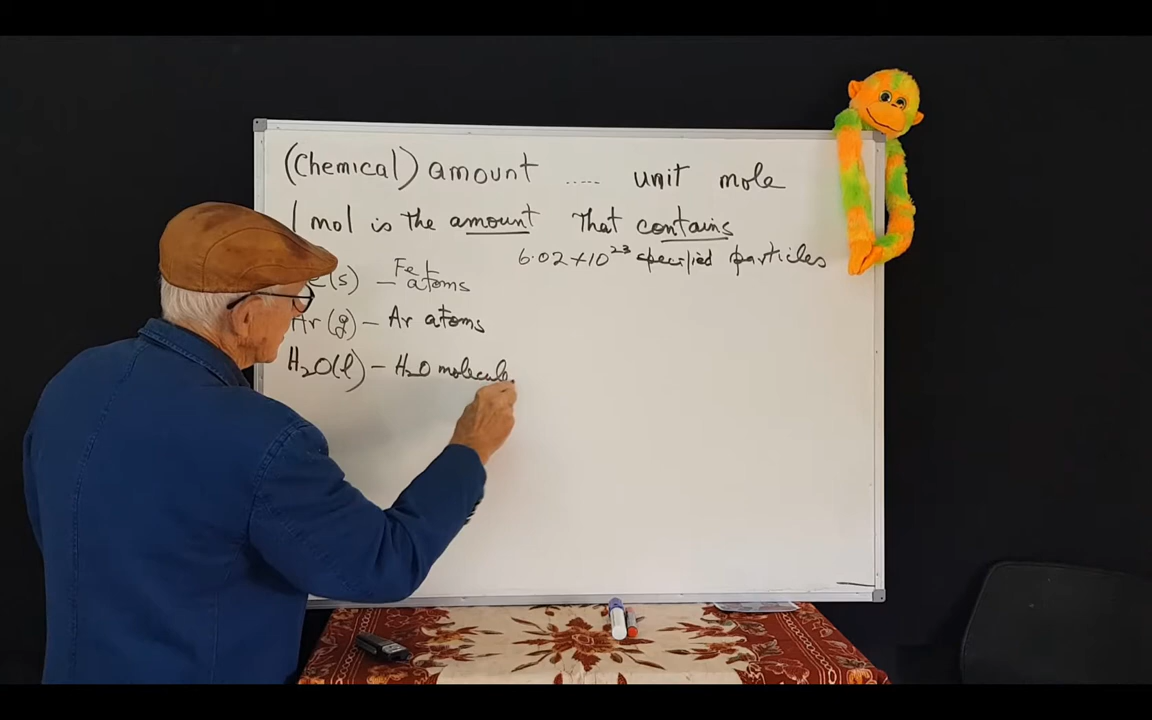 (Chemical) amount ..... unit mole
1 mol is the amount that contains
6.02×10²³ specified particles
e(s) – Fe atoms
Ar(g) – Ar atoms
H₂O(l) – H₂O molecule